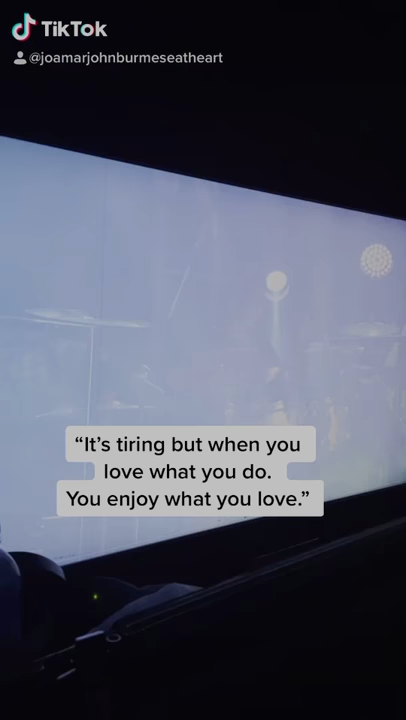 TikTok
@joamarjohnburmeseatheart
“It’s tiring but when you
love what you do.
You enjoy what you love.”